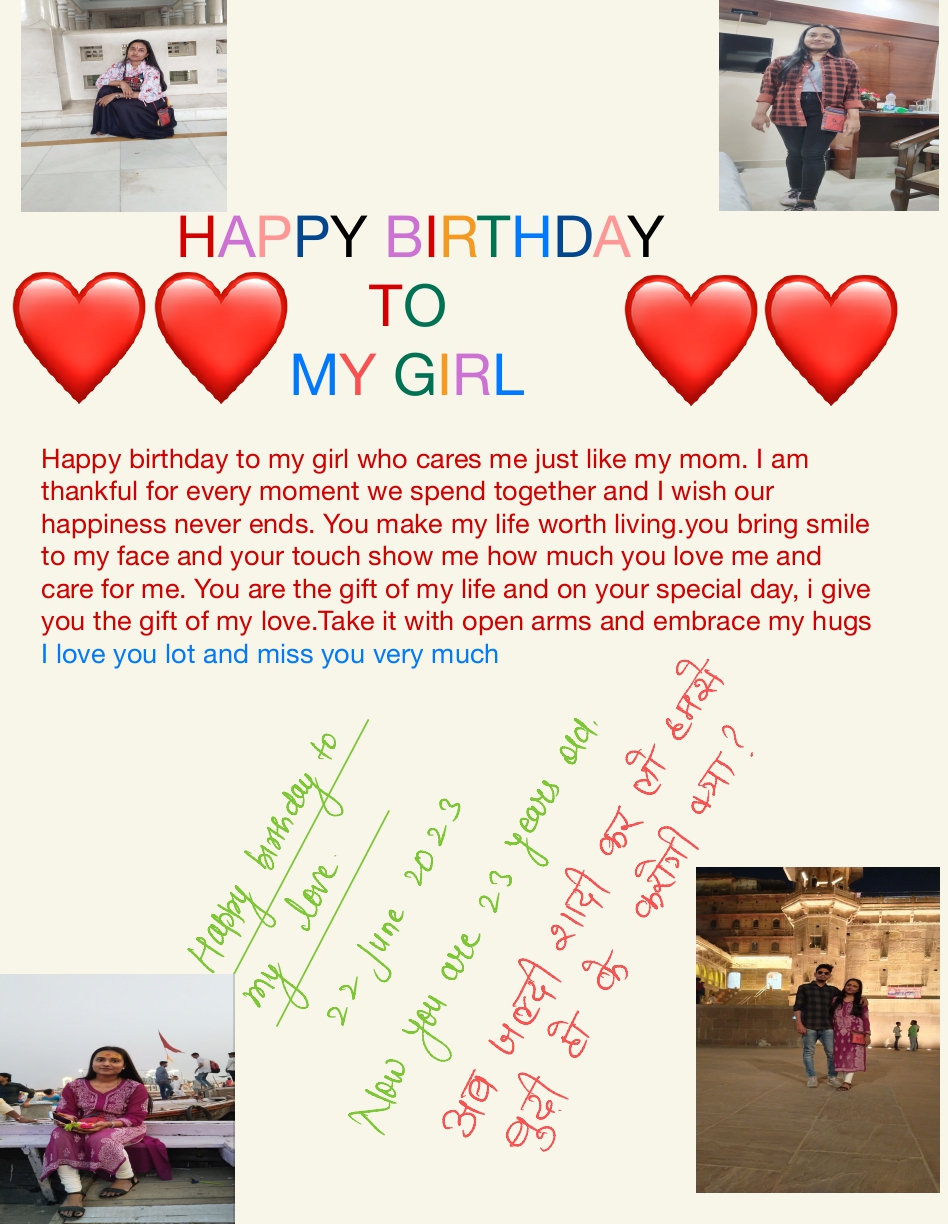 HAPPY BIRTHDAY
TO
MY GIRL
Happy birthday to my girl who cares me just like my mom. I am
thankful for every moment we spend together and I wish our
happiness never ends. You make my life worth living.you bring smile
to my face and your touch show me how much you love me and
care for me. You are the gift of my life and on your special day, i give
you the gift of my love.Take it with open arms and embrace my hugs
I love you lot and miss you very much
Happy birthday to
my love.
22 June 2023
Now you are 23 years old.
अब जल्दी शादी कर लो हमसे
बुढ़ी हो के करोगी क्या ?